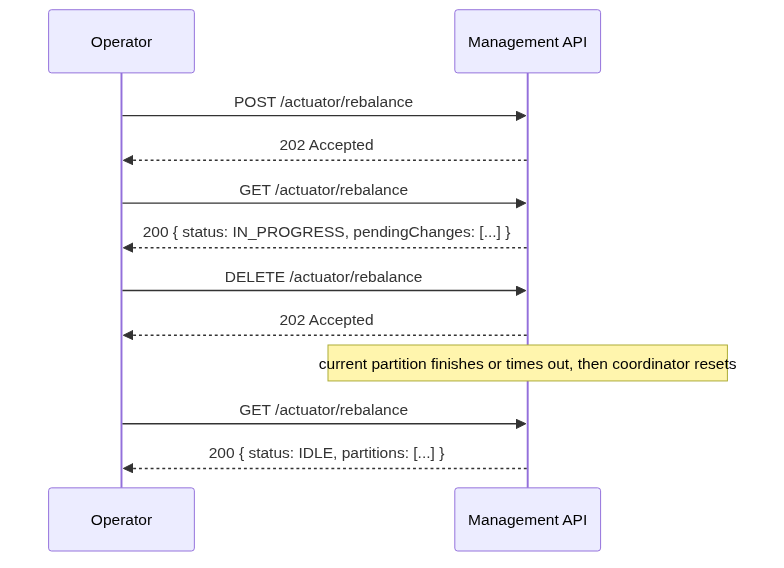 Operator
Management API
POST /actuator/rebalance
202 Accepted
GET /actuator/rebalance
200 { status: IN_PROGRESS, pendingChanges: [...] }
DELETE /actuator/rebalance
202 Accepted
current partition finishes or times out, then coordinator resets
GET /actuator/rebalance
200 { status: IDLE, partitions: [...] }
Operator
Management API